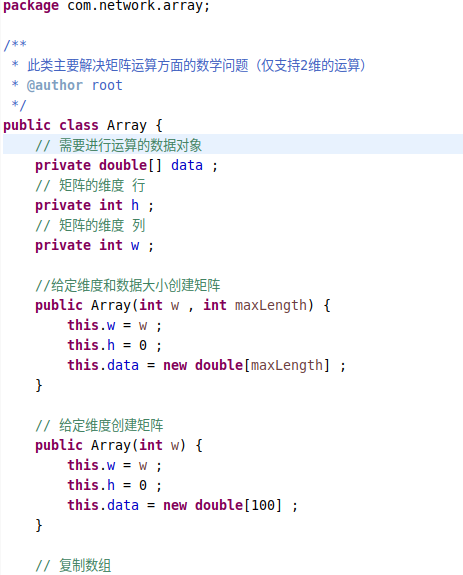 package com.network.array;
/**
 * 此类主要解决矩阵运算方面的数学问题（仅支持2维的运算）
 * @author root
 */
public class Array {
    // 需要进行运算的数据对象
    private double[] data ;
    // 矩阵的维度 行
    private int h ;
    // 矩阵的维度 列
    private int w ;
    //给定维度和数据大小创建矩阵
    public Array(int w , int maxLength) {
        this.w = w ;
        this.h = 0 ;
        this.data = new double[maxLength] ;
    }
    // 给定维度创建矩阵
    public Array(int w) {
        this.w = w ;
        this.h = 0 ;
        this.data = new double[100] ;
    }
    // 复制数组